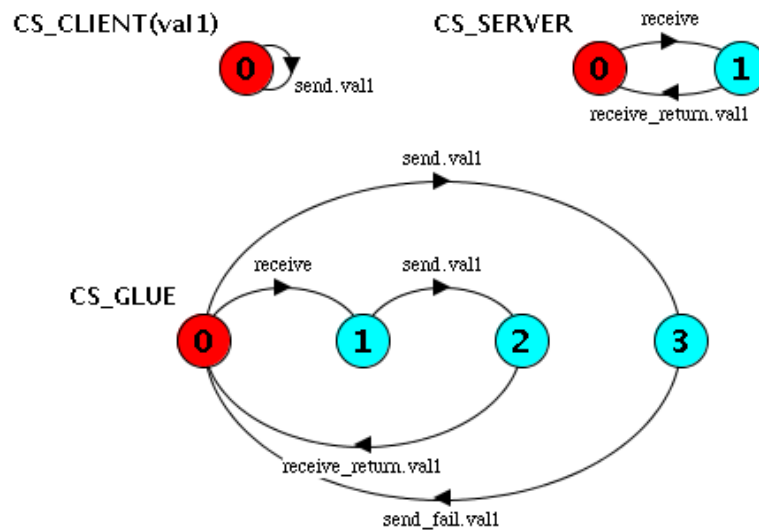 CS_CLIENT(val1)
0
send.val1
CS_SERVER
receive
0
1
receive_return.val1
send.val1
receive
send.val1
CS_GLUE
0
1
2
3
receive_return.val1
send_fail.val1